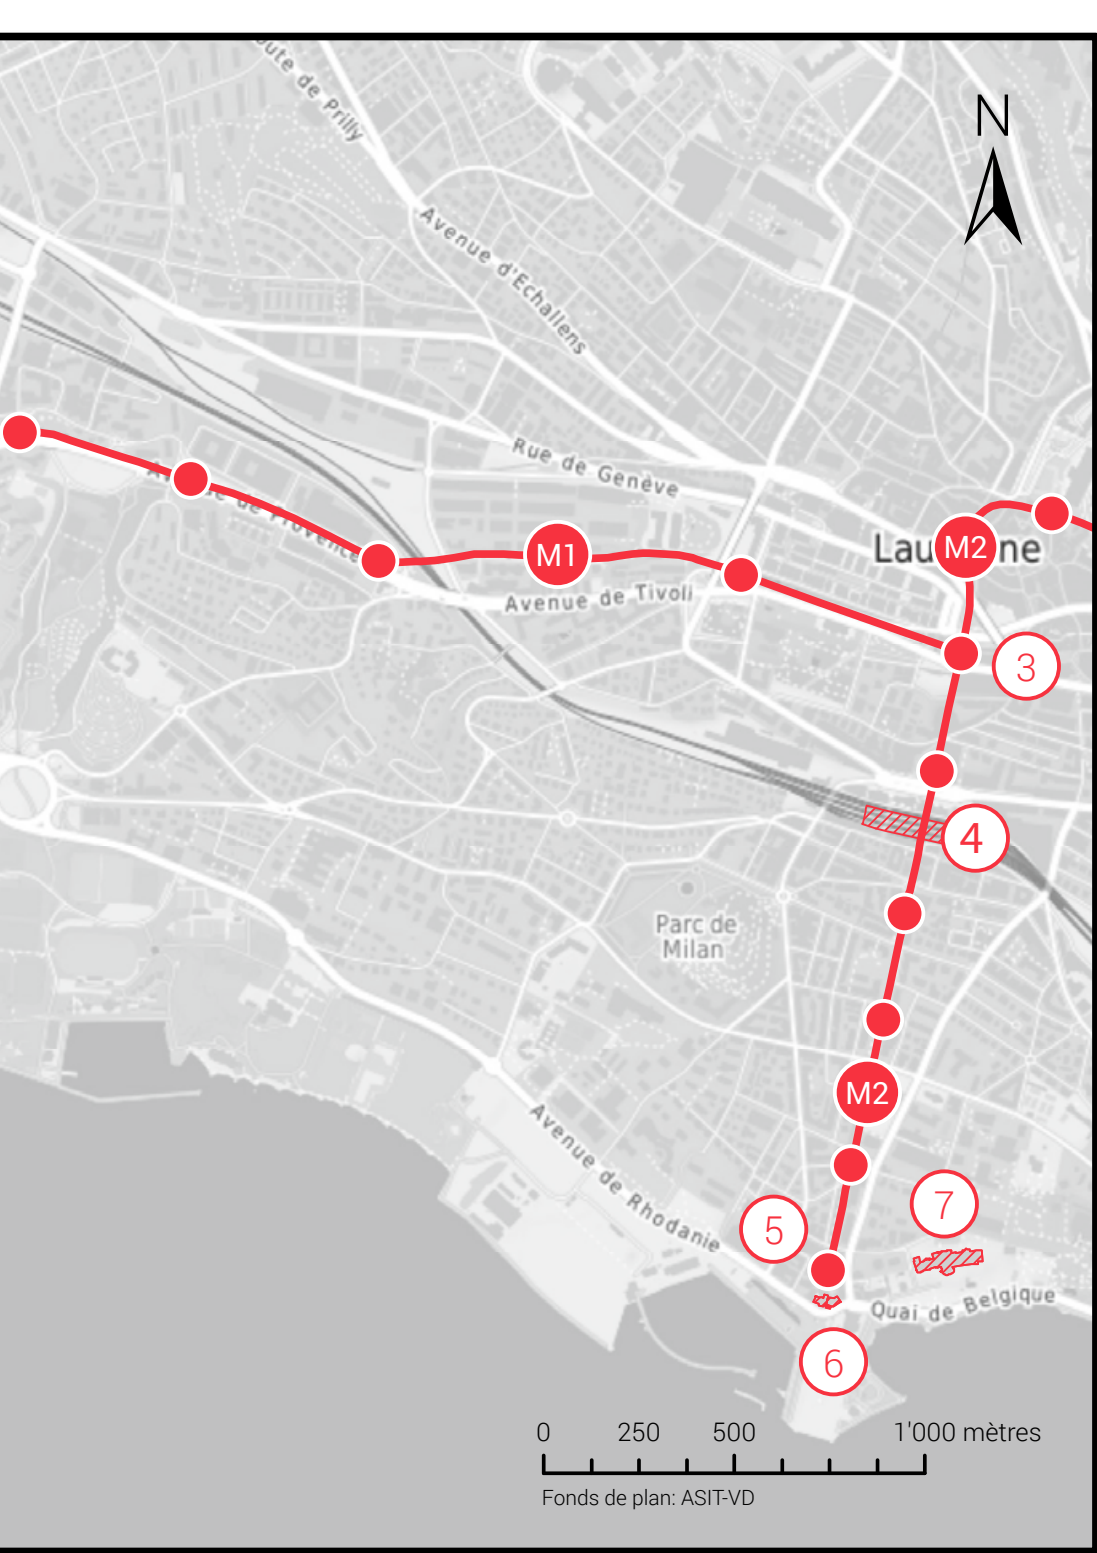 Route de Prilly
N
Avenue d'Echallens
Rue de Genève
Avenue de Provence
M1
M2
Avenue de Tivoli
3
4
Parc de
Milan
M2
Avenue de Rhodanie
5
7
Quai de Belgique
6
0 250 500 1'000 mètres
Fonds de plan: ASIT-VD